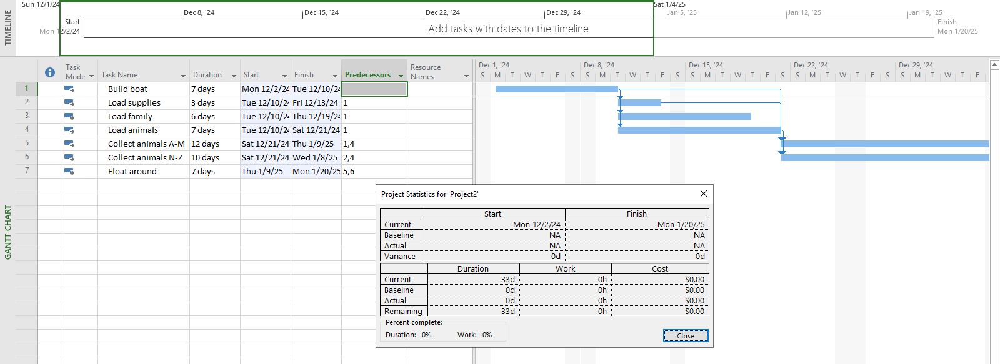 TIMELINE
Sun 12/1/24
Sat 1/4/25
Dec 8, '24 Dec 15, '24 Dec 22, '24 Dec 29, '24 Jan 5, '25 Jan 12, '25 Jan 19, '25
Start
Mon 12/2/24
Add tasks with dates to the timeline
Finish
Mon 1/20/25
GANTT CHART
Task Mode Task Name Duration Start Finish Predecessors Resource Names
1 Build boat 7 days Mon 12/2/24 Tue 12/10/24
2 Load supplies 3 days Tue 12/10/24 Fri 12/13/24 1
3 Load family 6 days Tue 12/10/24 Thu 12/19/24 1
4 Load animals 7 days Tue 12/10/24 Sat 12/21/24 1
5 Collect animals A-M 12 days Sat 12/21/24 Thu 1/9/25 1,4
6 Collect animals N-Z 10 days Sat 12/21/24 Wed 1/8/25 2,4
7 Float around 7 days Thu 1/9/25 Mon 1/20/25 5,6
Dec 1, '24 Dec 8, '24 Dec 15, '24 Dec 22, '24 Dec 29, '24
S M T W T F S S M T W T F S S M T W T F S S M T W T F S S M T W T F
Project Statistics for 'Project2'
Start Finish
Current Mon 12/2/24 Mon 1/20/25
Baseline NA NA
Actual NA NA
Variance 0d 0d
Duration Work Cost
Current 33d 0h $0.00
Baseline 0d 0h $0.00
Actual 0d 0h $0.00
Remaining 33d 0h $0.00
Percent complete:
Duration: 0% Work: 0%
Close